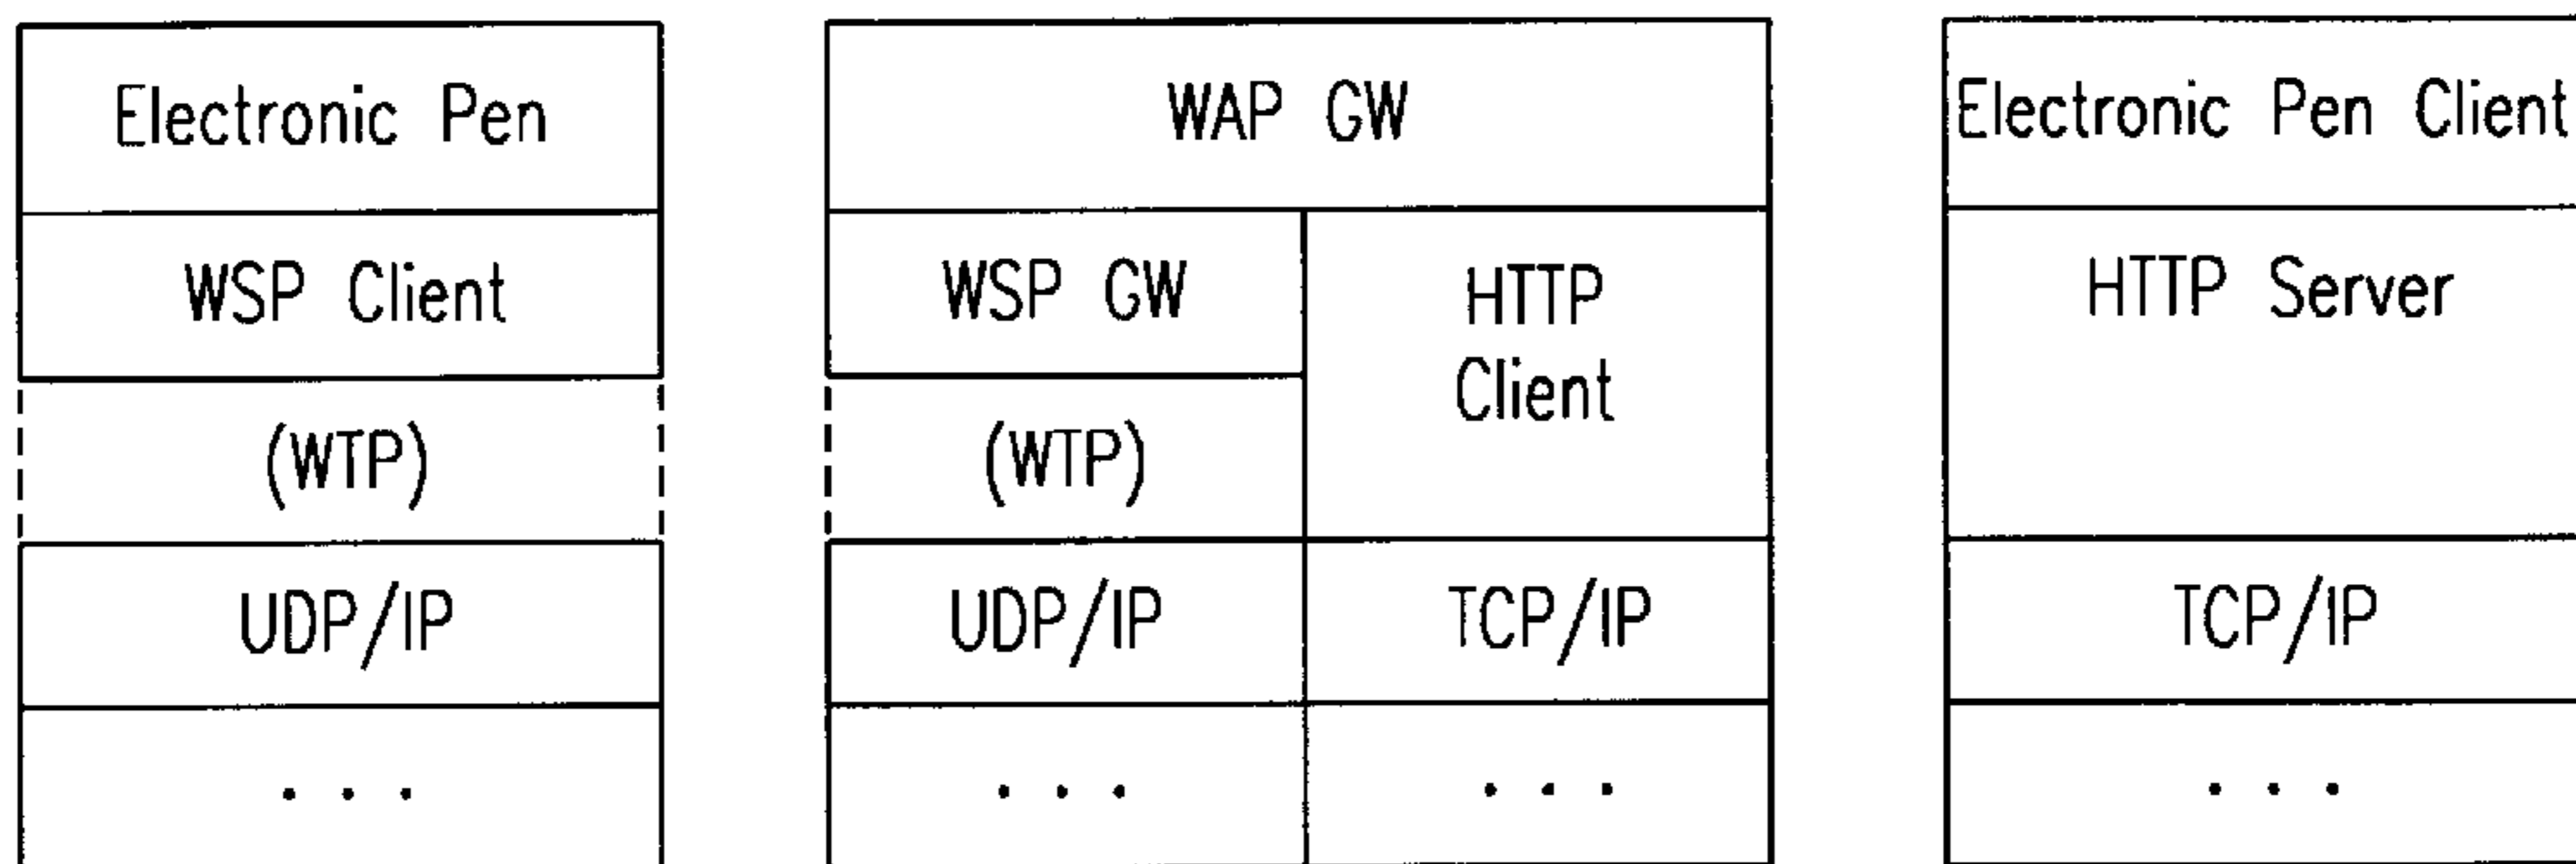 Electronic Pen
WSP Client
(WTP)
UDP/IP
. . .
WAP GW
WSP GW
(WTP)
UDP/IP
. . .
HTTP
Client
TCP/IP
. . .
Electronic Pen Client
HTTP Server
TCP/IP
. . .